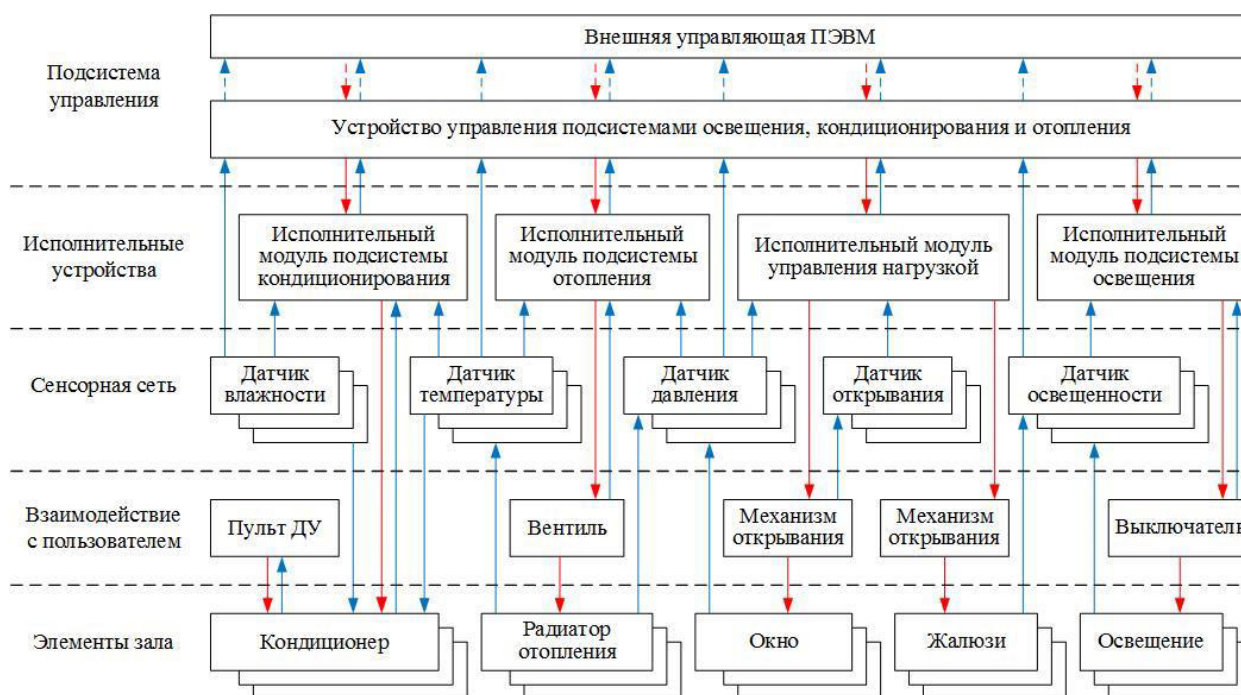 Внешняя управляющая ПЭВМ
Подсистема
управления
Устройство управления подсистемами освещения, кондиционирования и отопления
Исполнительные
устройства
Исполнительный
модуль подсистемы
кондиционирования
Исполнительный
модуль подсистемы
отопления
Исполнительный модуль
управления нагрузкой
Исполнительный
модуль подсистемы
освещения
Сенсорная сеть
Датчик
влажности
Датчик
температуры
Датчик
давления
Датчик
открывания
Датчик
освещенности
Взаимодействие
с пользователем
Пульт ДУ
Вентиль
Механизм
открывания
Механизм
открывания
Выключатель
Элементы зала
Кондиционер
Радиатор
отопления
Окно
Жалюзи
Освещение